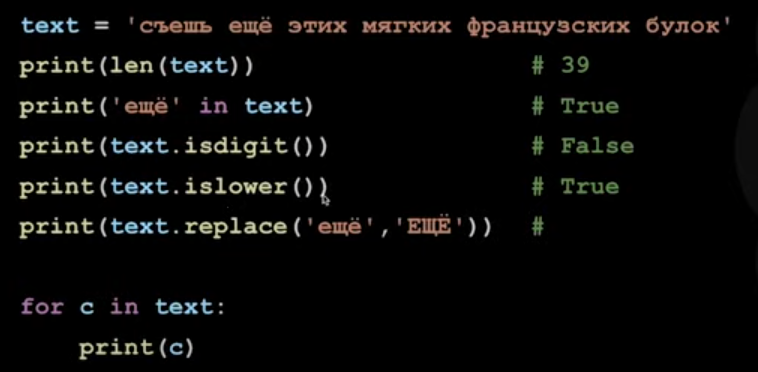 text = 'съешь ещё этих мягких французских булок'
print(len(text)) # 39
print('ещё' in text) # True
print(text.isdigit()) # False
print(text.islower()) # True
print(text.replace('ещё','ЕЩЁ')) #
for c in text:
    print(c)